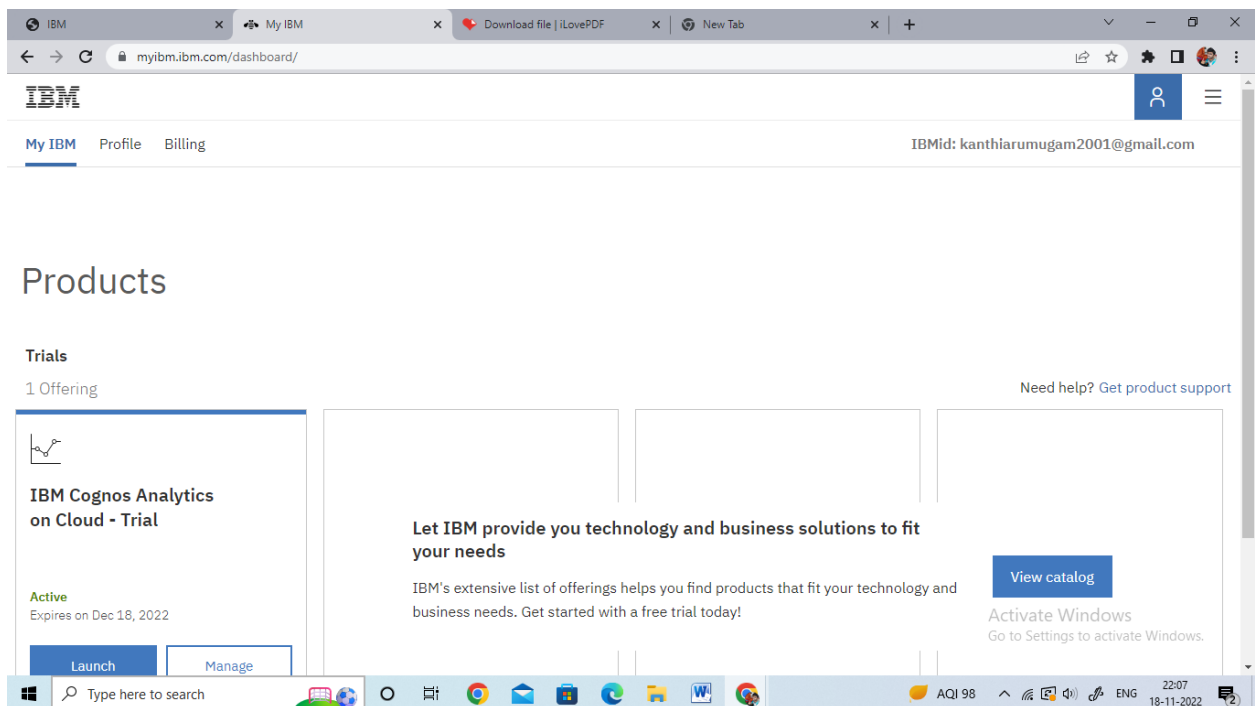 IBM
My IBM
Download file | iLovePDF
New Tab
myibm.ibm.com/dashboard/
IBM
My IBM Profile Billing IBMid: kanthiarumugam2001@gmail.com
Products
Trials
1 Offering
Need help? Get product support
IBM Cognos Analytics
on Cloud - Trial
Active
Expires on Dec 18, 2022
Launch Manage
Let IBM provide you technology and business solutions to fit
your needs
IBM's extensive list of offerings helps you find products that fit your technology and
business needs. Get started with a free trial today!
View catalog
Activate Windows
Go to Settings to activate Windows.
Type here to search
W
AQI 98
ENG
22:07
18-11-2022
2